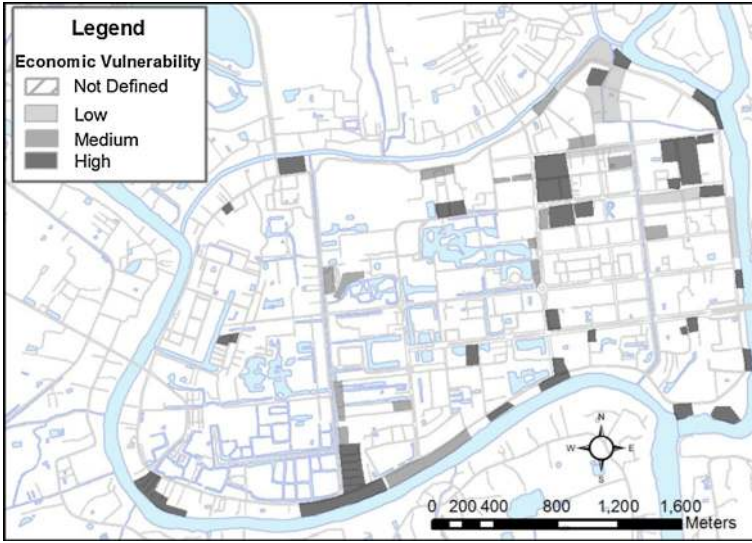 Legend
Economic Vulnerability
Not Defined
Low
Medium
High
N
W E
S
0 200 400 800 1,200 1,600
Meters